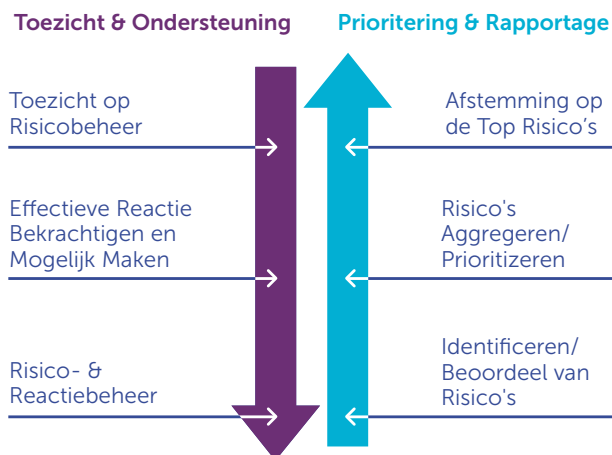 Toezicht & Ondersteuning
Prioritering & Rapportage
Toezicht op
Risicobeheer
Afstemming op
de Top Risico’s
Effectieve Reactie
Bekrachtigen en
Mogelijk Maken
Risico's
Aggregeren/
Prioritizeren
Risico- &
Reactiebeheer
Identificeren/
Beoordeel van
Risico's